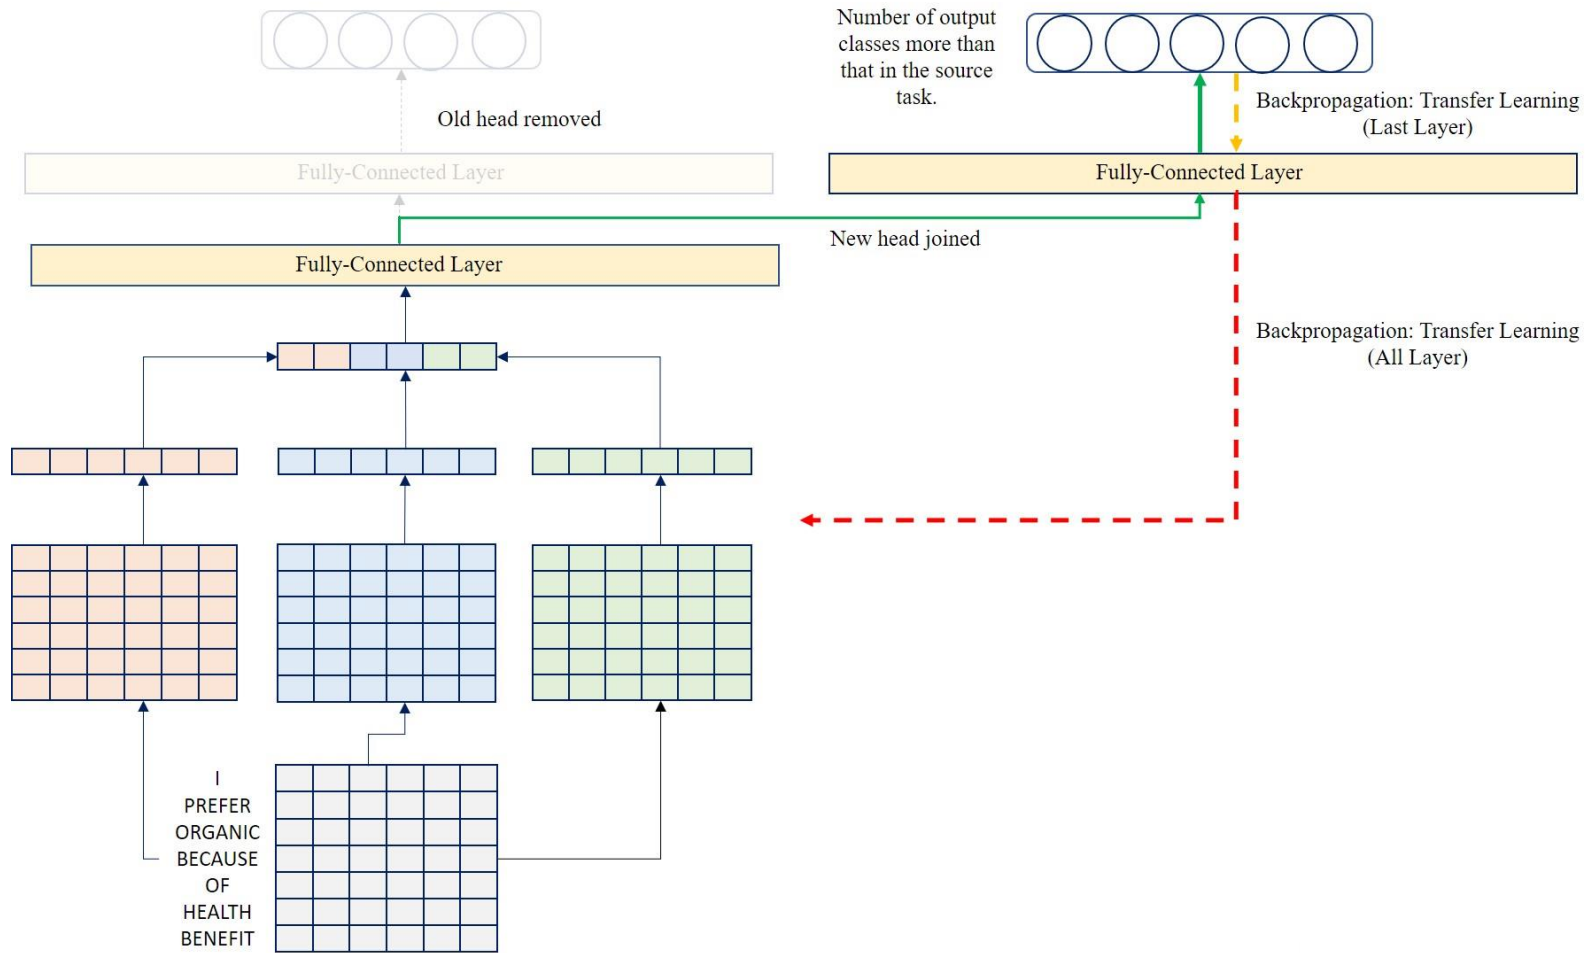 Number of output
classes more than
that in the source
task.
Backpropagation: Transfer Learning
(Last Layer)
Old head removed
Fully-Connected Layer
Fully-Connected Layer
New head joined
Fully-Connected Layer
Backpropagation: Transfer Learning
(All Layer)
I
PREFER
ORGANIC
BECAUSE
OF
HEALTH
BENEFIT